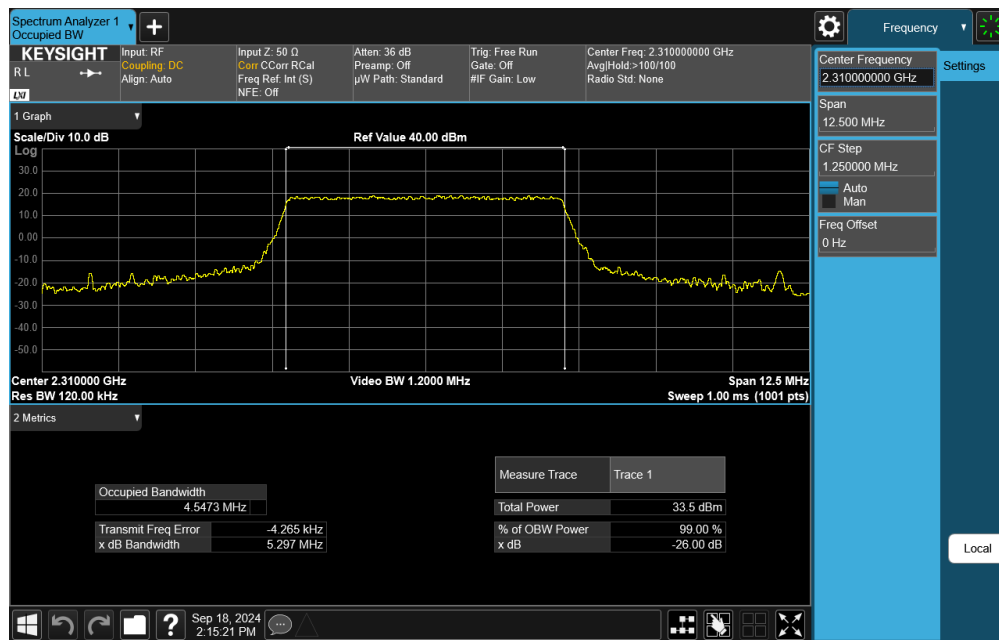 Spectrum Analyzer 1
Occupied BW
Frequency
KEYSIGHT
R L
LXI
Input: RF
Coupling: DC
Align: Auto
Input Z: 50 Ω
Corr CCorr RCal
Freq Ref: Int (S)
NFE: Off
Atten: 36 dB
Preamp: Off
µW Path: Standard
Trig: Free Run
Gate: Off
#IF Gain: Low
Center Freq: 2.310000000 GHz
Avg|Hold:>100/100
Radio Std: None
Center Frequency
2.310000000 GHz
Settings
Span
12.500 MHz
CF Step
1.250000 MHz
Auto
Man
Freq Offset
0 Hz
Local
1 Graph
Scale/Div 10.0 dB
Ref Value 40.00 dBm
Log
30.0
20.0
10.0
0.00
-10.0
-20.0
-30.0
-40.0
-50.0
Center 2.310000 GHz
Video BW 1.2000 MHz
Span 12.5 MHz
Res BW 120.00 kHz
Sweep 1.00 ms (1001 pts)
2 Metrics
Occupied Bandwidth
4.5473 MHz
Transmit Freq Error -4.265 kHz
x dB Bandwidth 5.297 MHz
Measure Trace Trace 1
Total Power 33.5 dBm
% of OBW Power 99.00 %
x dB -26.00 dB
Sep 18, 2024
2:15:21 PM